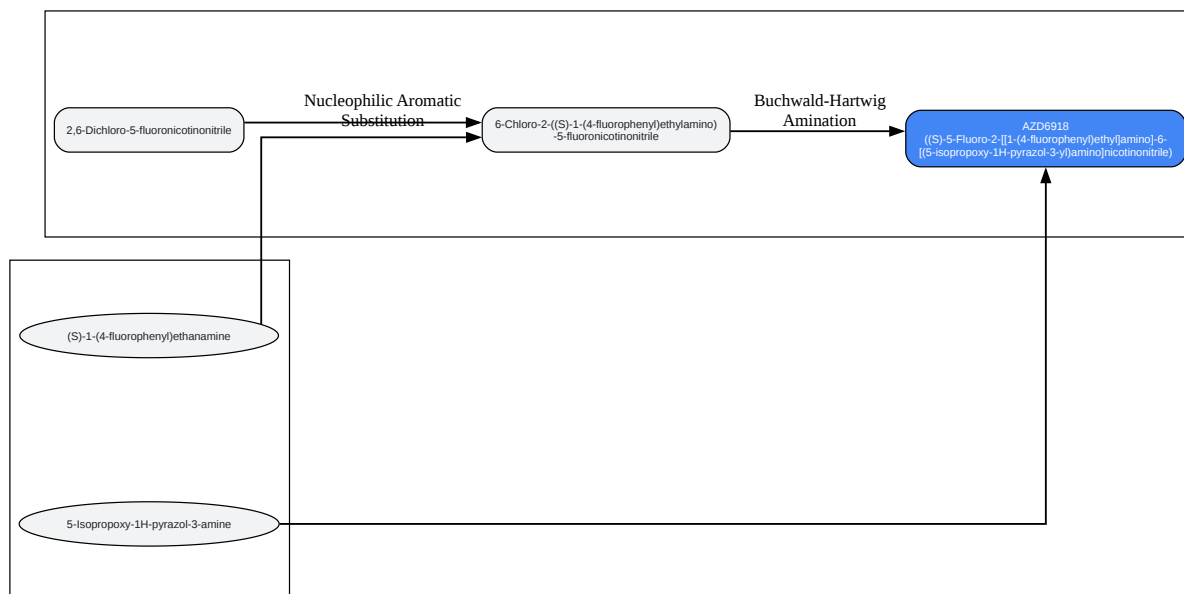 Nucleophilic Aromatic
Substitution
Buchwald-Hartwig
Amination
2,6-Dichloro-5-fluoronicotinonitrile
6-Chloro-2-((S)-1-(4-fluorophenyl)ethylamino)
-5-fluoronicotinonitrile
AZD6918
((S)-5-Fluoro-2-[[1-(4-fluorophenyl)ethyl]amino]-6-
[(5-isopropoxy-1H-pyrazol-3-yl)amino]nicotinonitrile)
(S)-1-(4-fluorophenyl)ethanamine
5-Isopropoxy-1H-pyrazol-3-amine